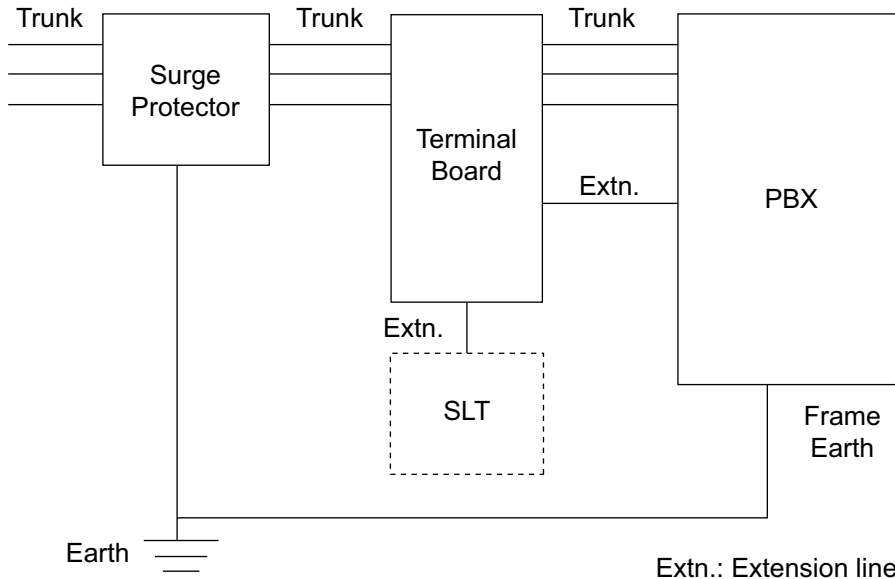 Trunk
Trunk
Trunk
Surge
Protector
Terminal
Board
Extn.
PBX
Extn.
SLT
Frame
Earth
Earth
Extn.: Extension line